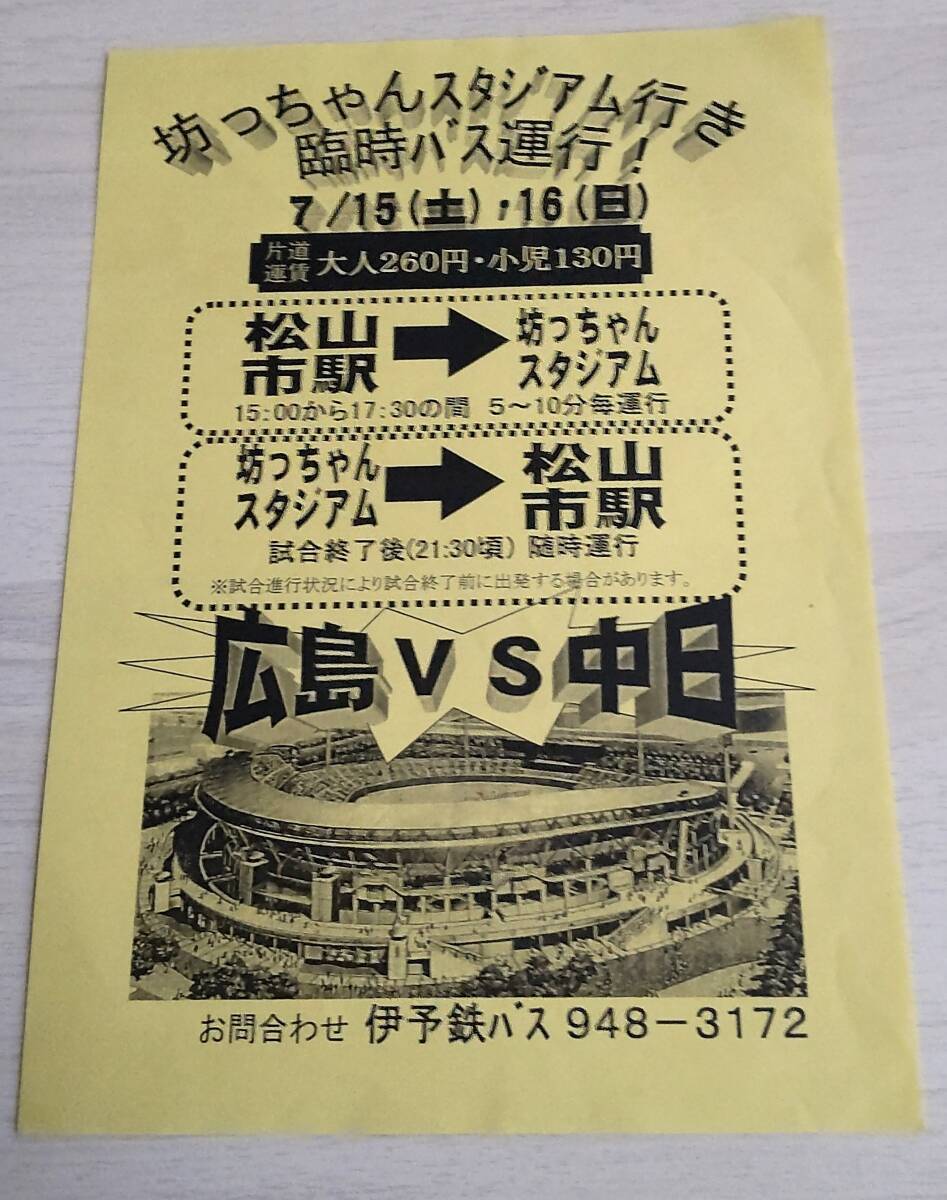 坊っちゃんスタジアム行き
臨時バス運行!
7/15(土)・16(日)
片道運賃 大人260円・小児130円
松山市駅 → 坊っちゃんスタジアム
15:00から17:30の間 5~10分毎運行
坊っちゃんスタジアム → 松山市駅
試合終了後(21:30頃) 随時運行
※試合進行状況により試合終了前に出発する場合があります。
広島VS中日
お問合わせ 伊予鉄バス 948-3172